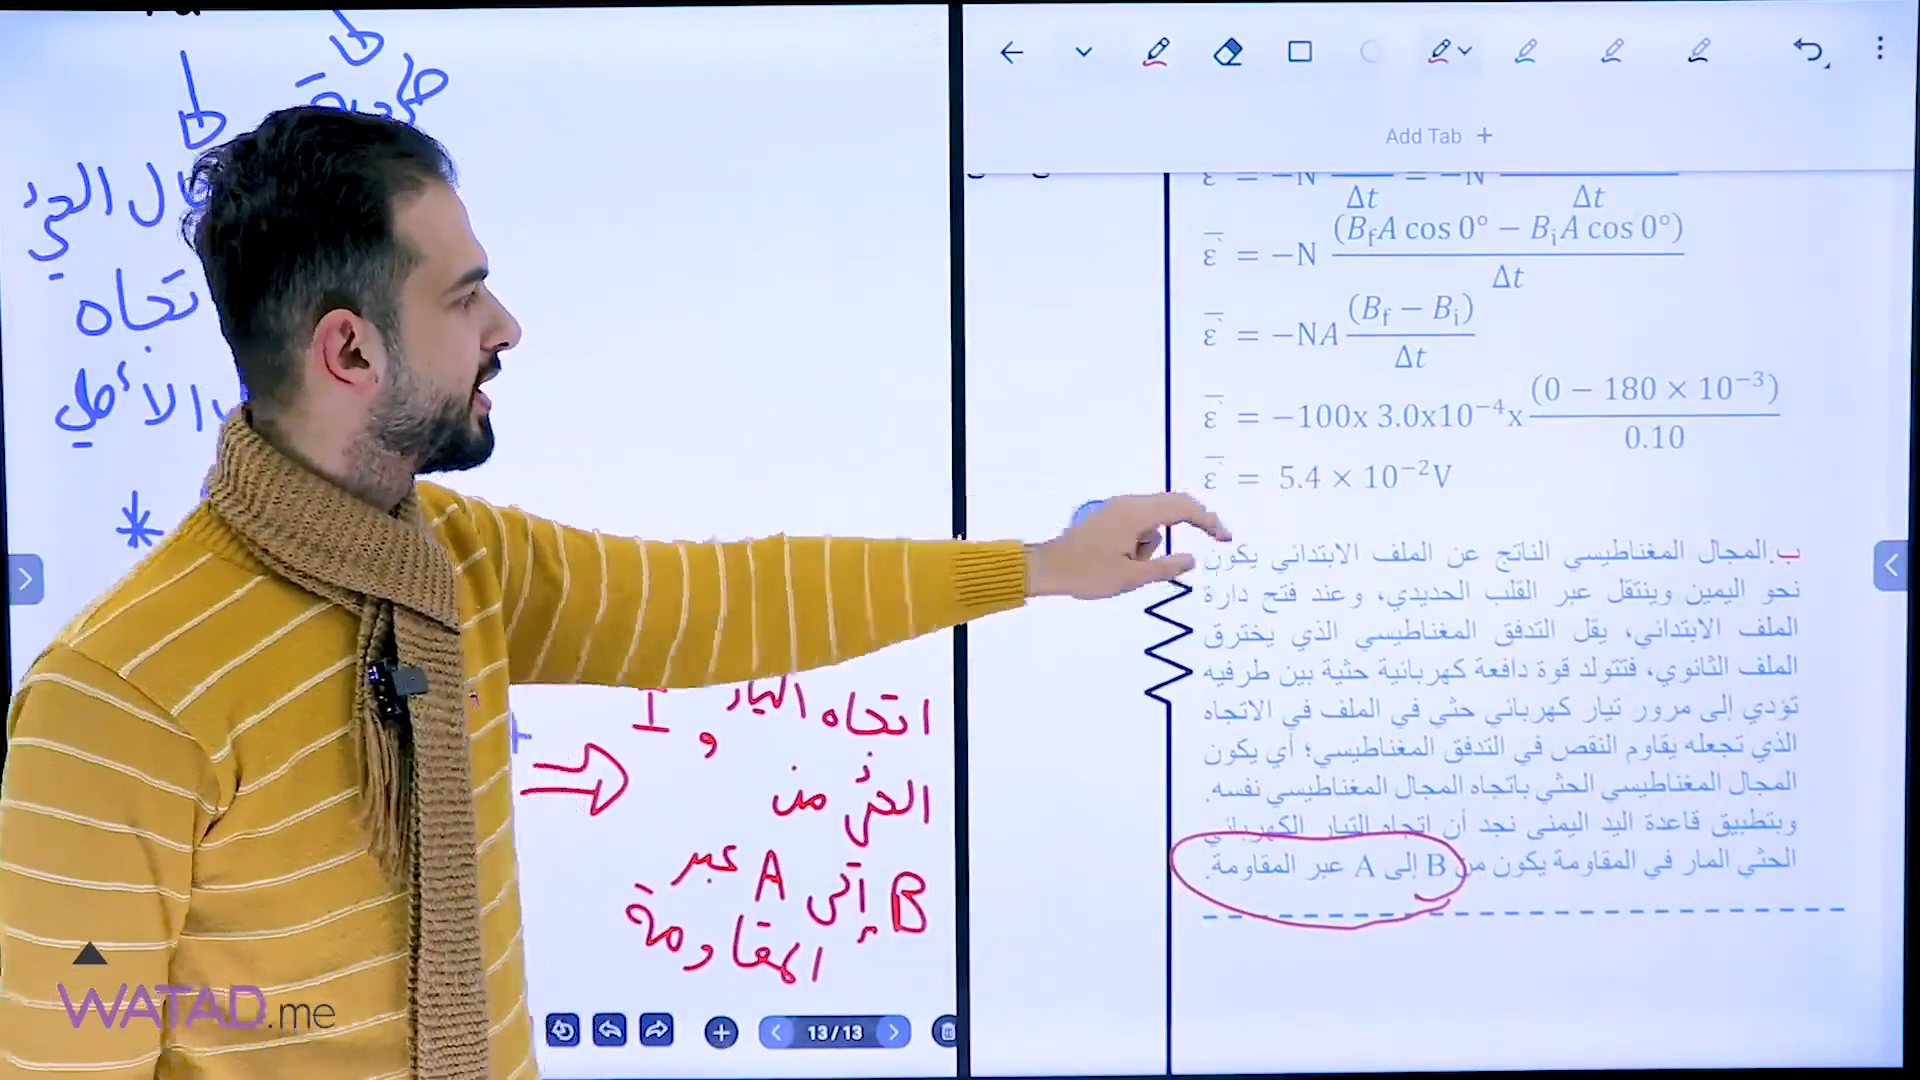 Add Tab +
ε̄ = −N / Δt = −N / Δt
ε̄ = −N (B_f A cos 0° − B_i A cos 0°) / Δt
ε̄ = −NA (B_f − B_i) / Δt
ε̄ = −100x 3.0x10⁻⁴x (0 − 180 × 10⁻³) / 0.10
ε̄ = 5.4 × 10⁻²V
ب.المجال المغناطيسي الناتج عن الملف الابتدائي يكون
نحو اليمين وينتقل عبر القلب الحديدي، وعند فتح دارة
الملف الابتدائي، يقل التدفق المغناطيسي الذي يخترق
الملف الثانوي، فتتولد قوة دافعة كهربائية حثية بين طرفيه
تؤدي إلى مرور تيار كهربائي حثي في الملف في الاتجاه
الذي تجعله يقاوم النقص في التدفق المغناطيسي؛ أي يكون
المجال المغناطيسي الحثي باتجاه المجال المغناطيسي نفسه.
وبتطبيق قاعدة اليد اليمنى نجد أن اتجاه التيار الكهربائي
الحثي المار في المقاومة يكون من B إلى A عبر المقاومة.
تجاه
*
اتجاه التيار I
الحثي من
B إلى A عبر
المقاومة
13/13
WATAD.me